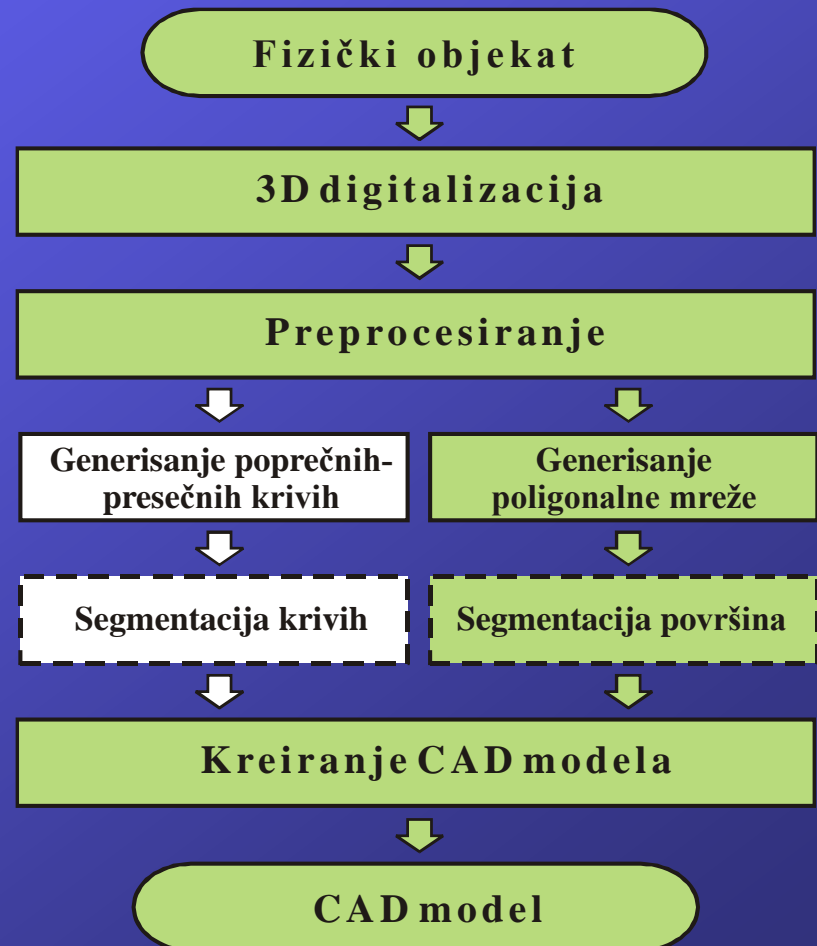 Fizički objekat
3D digitalizacija
Preprocesiranje
Generisanje poprečnih-
presečnih krivih
Generisanje
poligonalne mreže
Segmentacija krivih
Segmentacija površina
Kreiranje CAD modela
CAD model